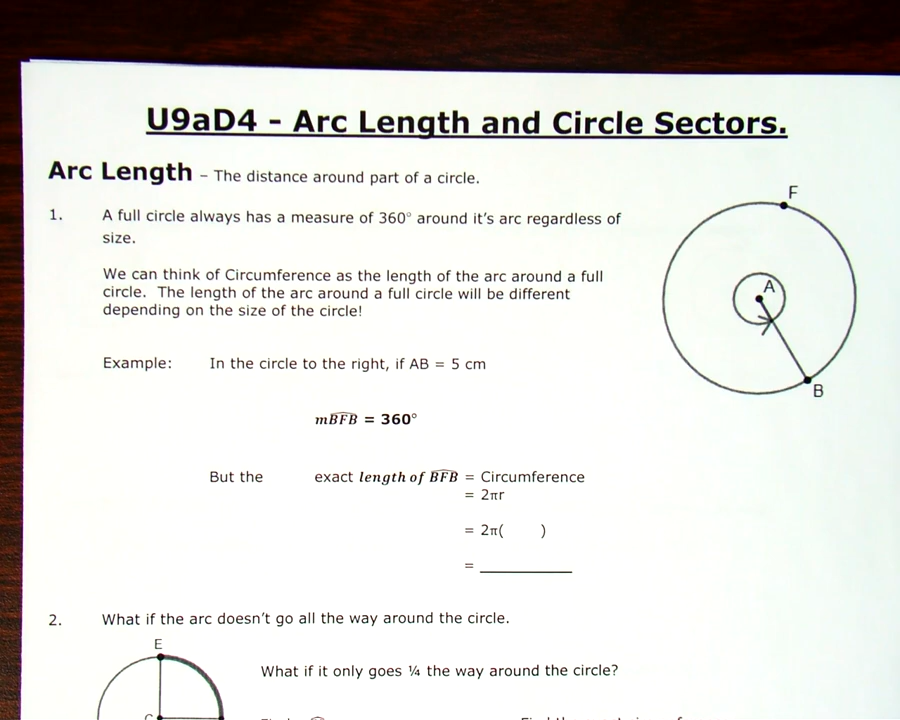 U9aD4 - Arc Length and Circle Sectors.
Arc Length – The distance around part of a circle.
F
1. A full circle always has a measure of 360° around it's arc regardless of
size.
We can think of Circumference as the length of the arc around a full
circle. The length of the arc around a full circle will be different
depending on the size of the circle!
A
Example: In the circle to the right, if AB = 5 cm
B
mBFB = 360°
But the exact length of BFB = Circumference
= 2πr
= 2π( )
= ________
2. What if the arc doesn't go all the way around the circle.
E
What if it only goes ¼ the way around the circle?